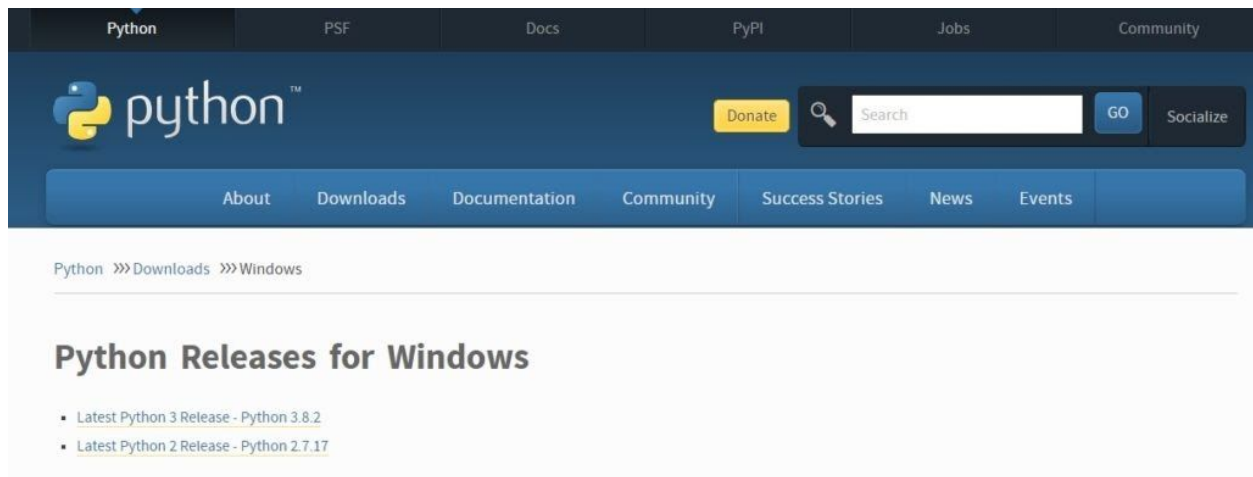 Python PSF Docs PyPI Jobs Community
python™ Donate Search GO Socialize
About Downloads Documentation Community Success Stories News Events
Python >>> Downloads >>> Windows
Python Releases for Windows
▪ Latest Python 3 Release - Python 3.8.2
▪ Latest Python 2 Release - Python 2.7.17